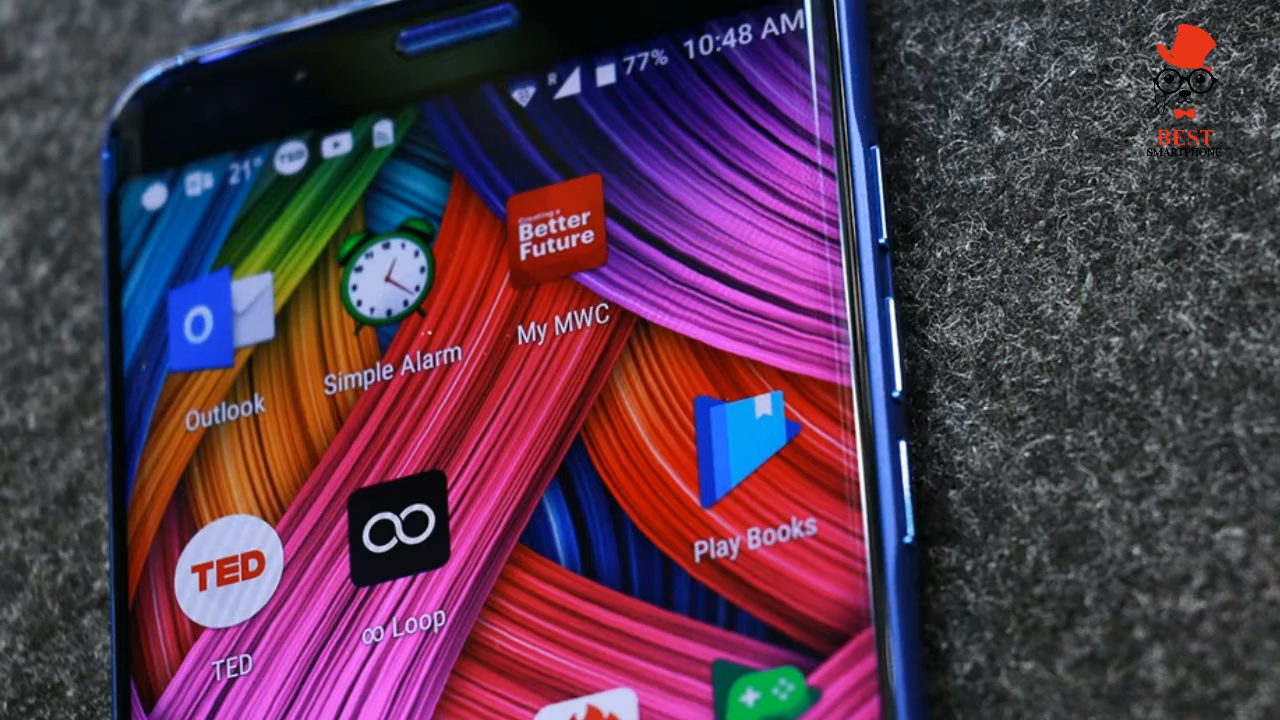 77% 10:48 AM
21° TED
Creating a
Better
Future
My MWC
Simple Alarm
O
Outlook
Play Books
TED
TED
∞ Loop
BEST
SMARTPHONE